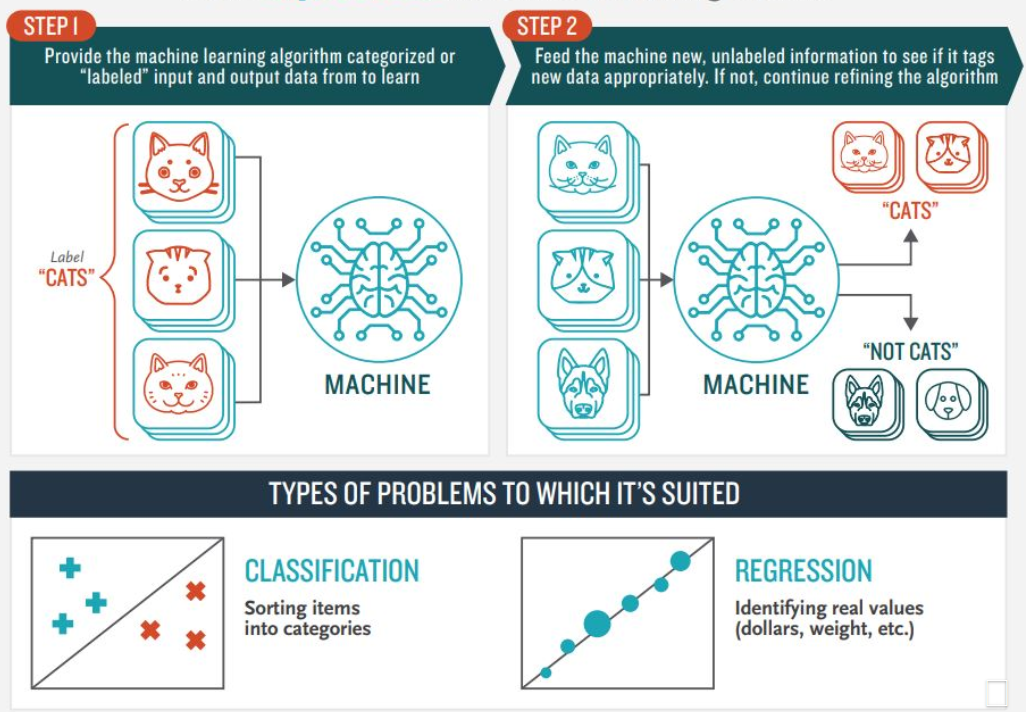 STEP 1
Provide the machine learning algorithm categorized or
“labeled” input and output data from to learn
Label
“CATS”
MACHINE
STEP 2
Feed the machine new, unlabeled information to see if it tags
new data appropriately. If not, continue refining the algorithm
“CATS”
“NOT CATS”
MACHINE
TYPES OF PROBLEMS TO WHICH IT’S SUITED
CLASSIFICATION
Sorting items
into categories
REGRESSION
Identifying real values
(dollars, weight, etc.)